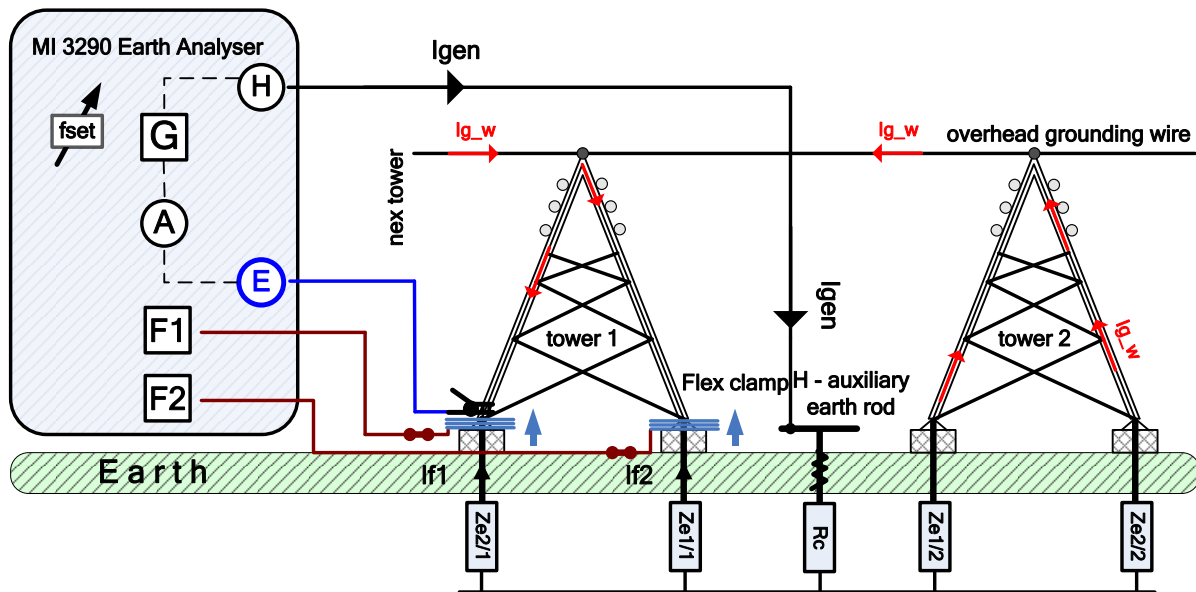 MI 3290 Earth Analyser
H
fset
G
A
E
F1
F2
Igen
Ig_w
Ig_w
overhead grounding wire
nex tower
Igen
tower 1
tower 2
Ig_w
Flex clamp
H - auxiliary
earth rod
Earth
If1
If2
Ze2/1
Ze1/1
Rc
Ze1/2
Ze2/2